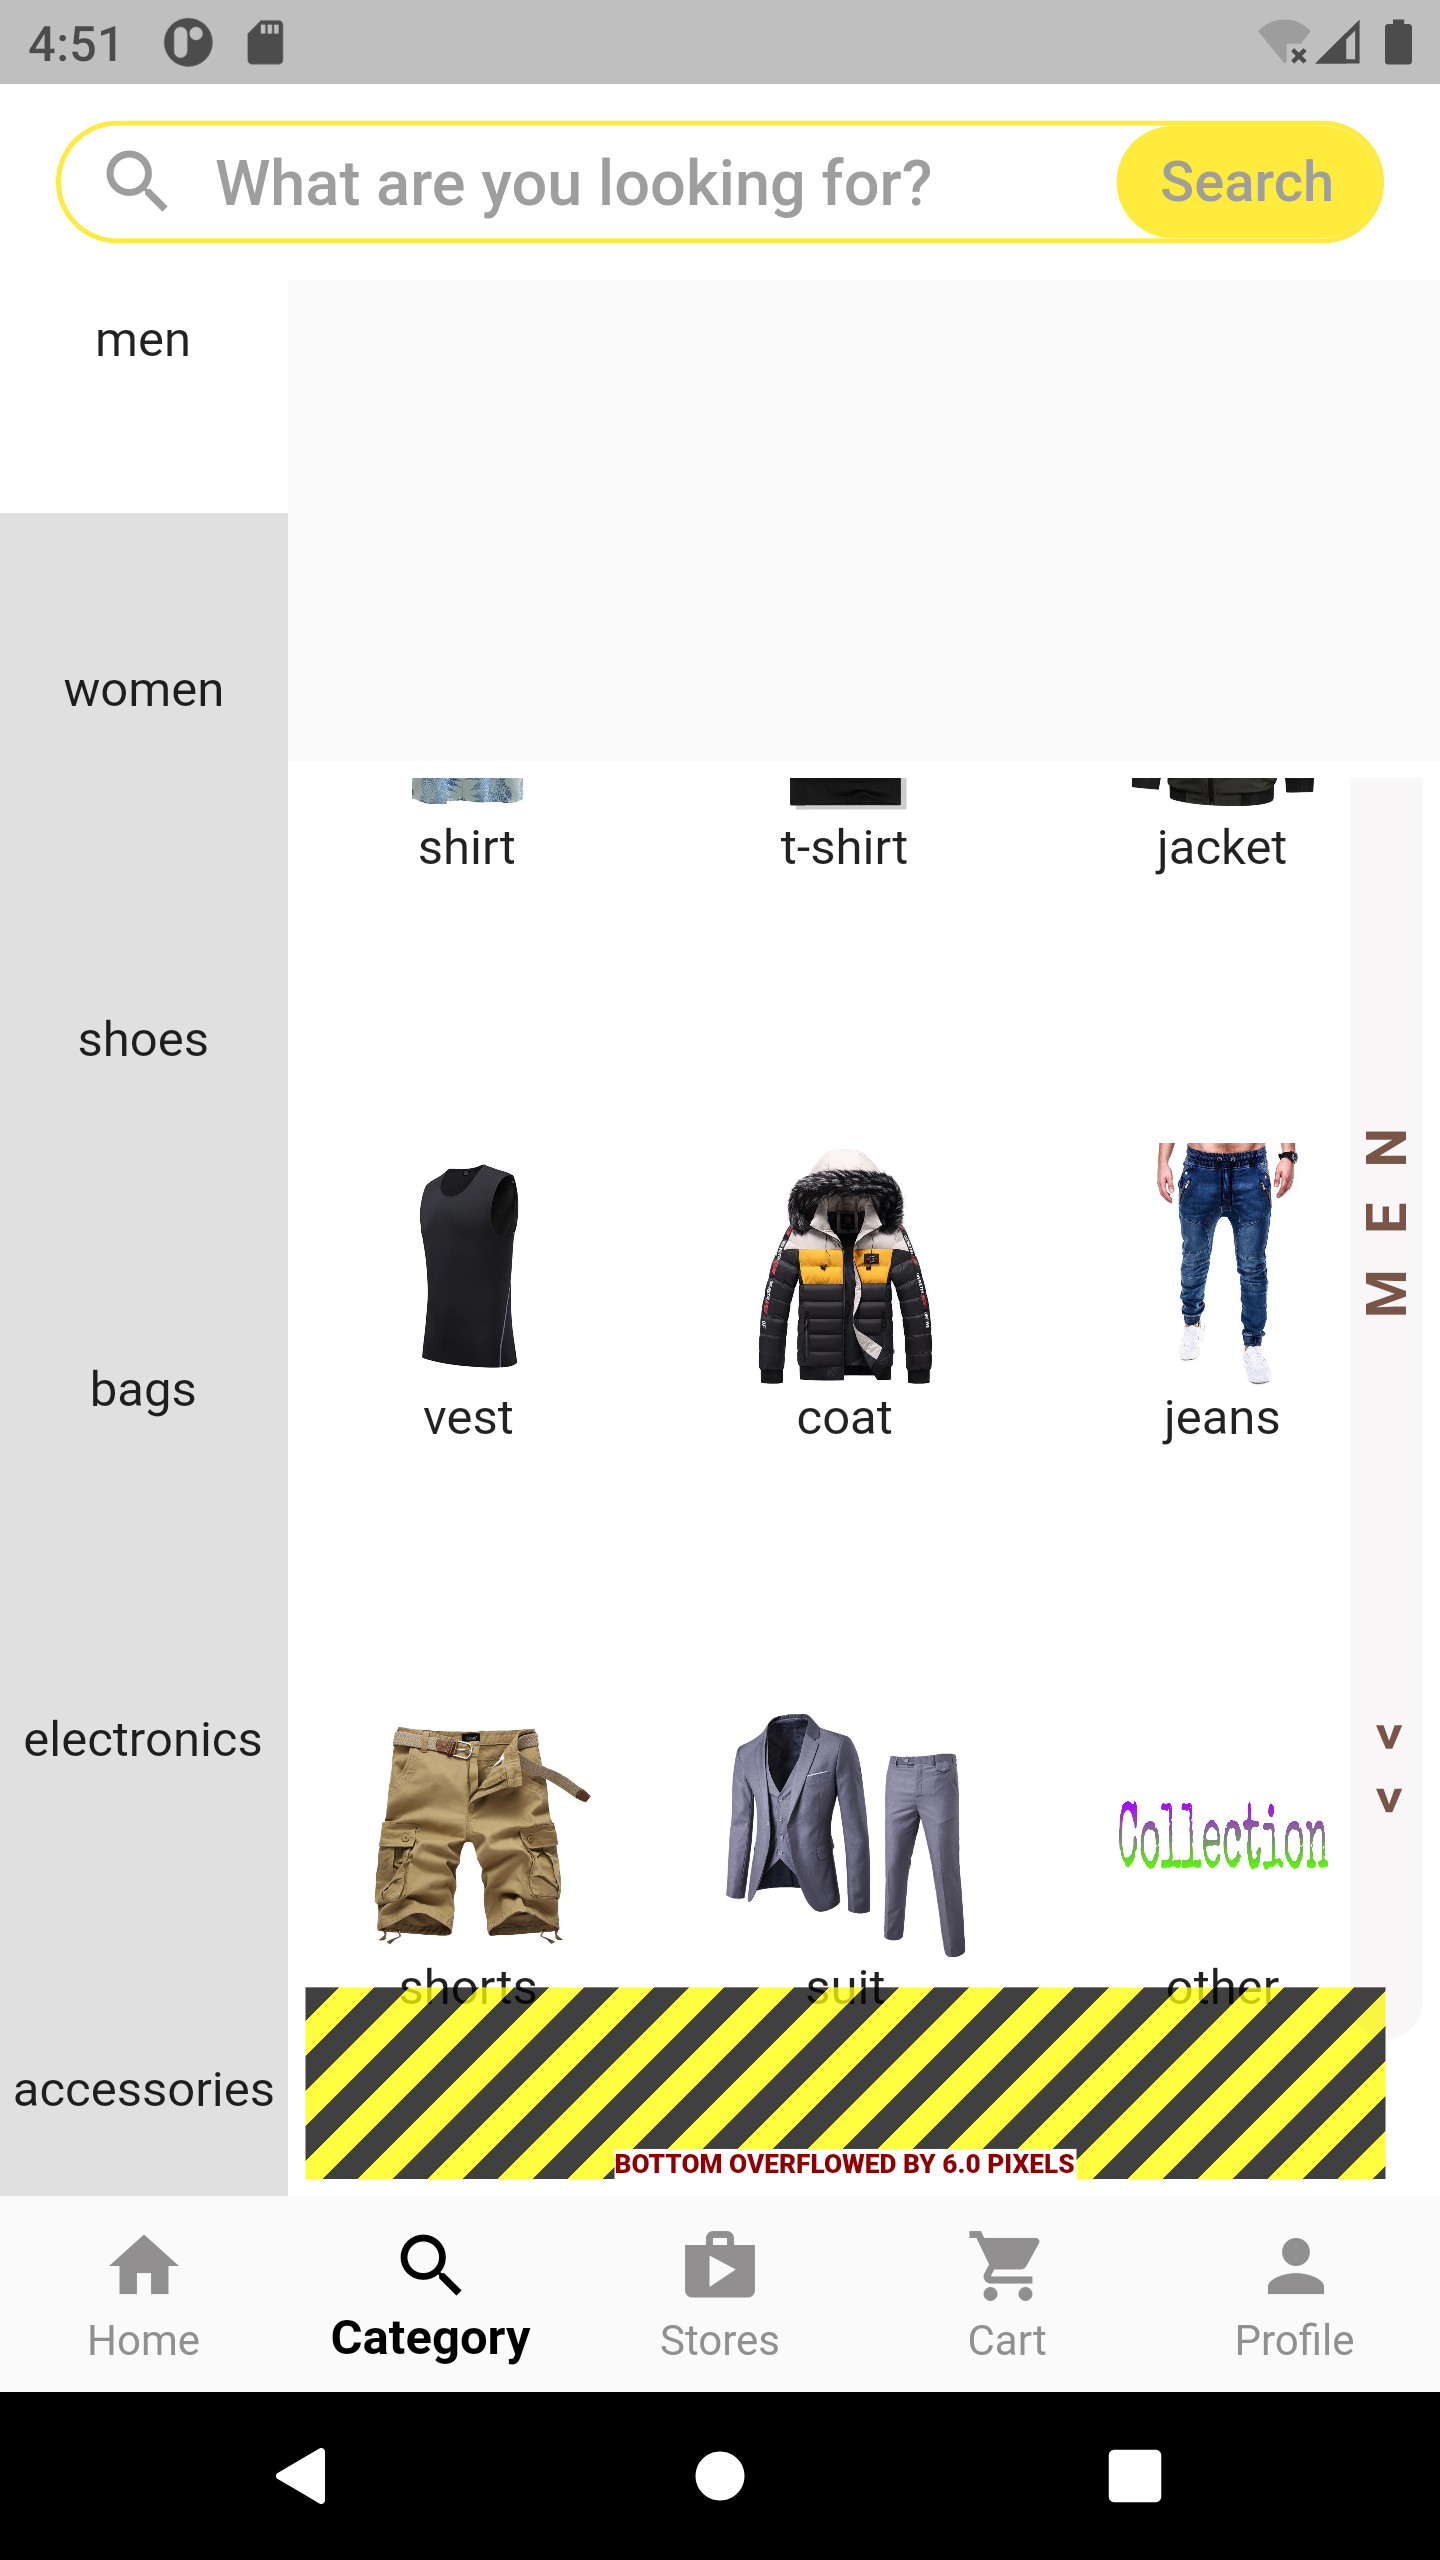 4:51
What are you looking for?
Search
men
women
shoes
bags
electronics
accessories
shirt
t-shirt
jacket
vest
coat
jeans
shorts
suit
Collection
other
M E N
< <
BOTTOM OVERFLOWED BY 6.0 PIXELS
Home
Category
Stores
Cart
Profile